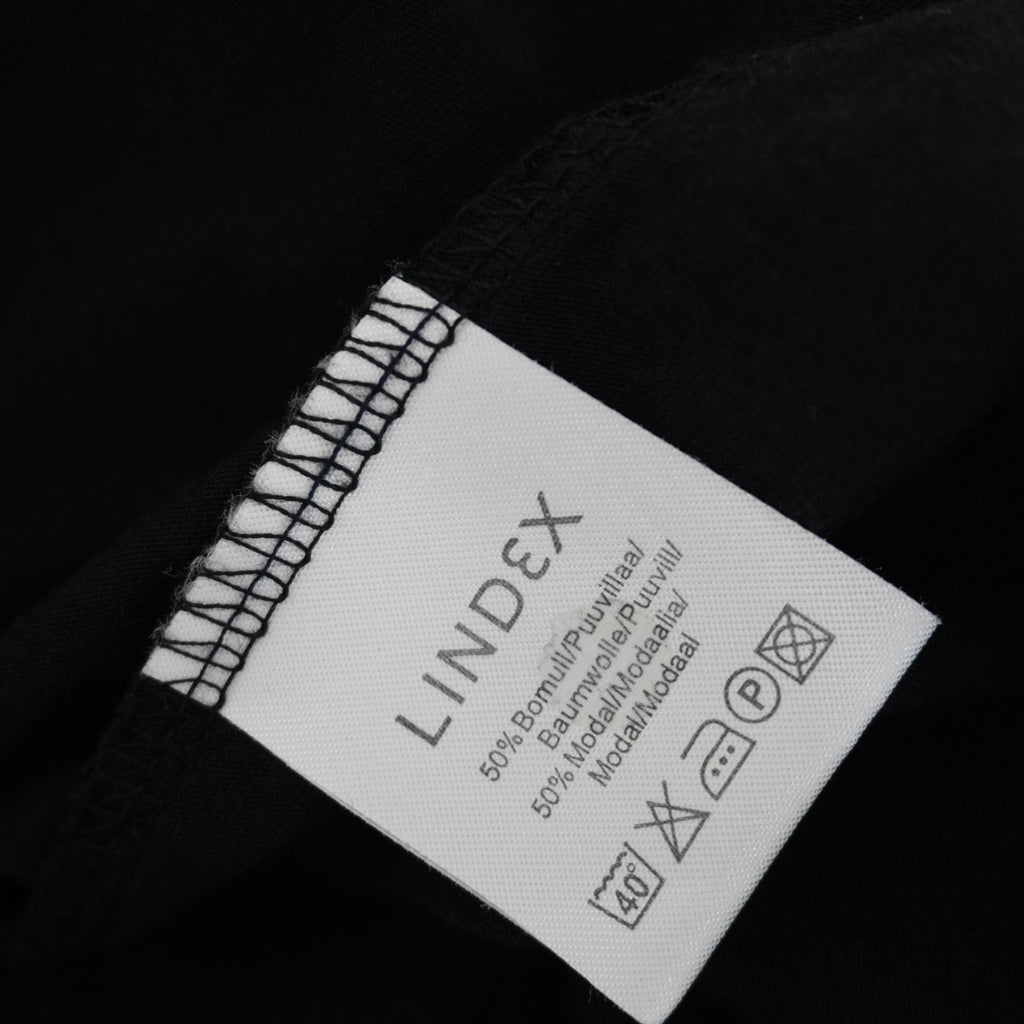 LINDEX
50% Bomull/Puuvillaa/
Baumwolle/Puuvill/
50% Modal/Modaalia/
Modal/Modaal
40°
P